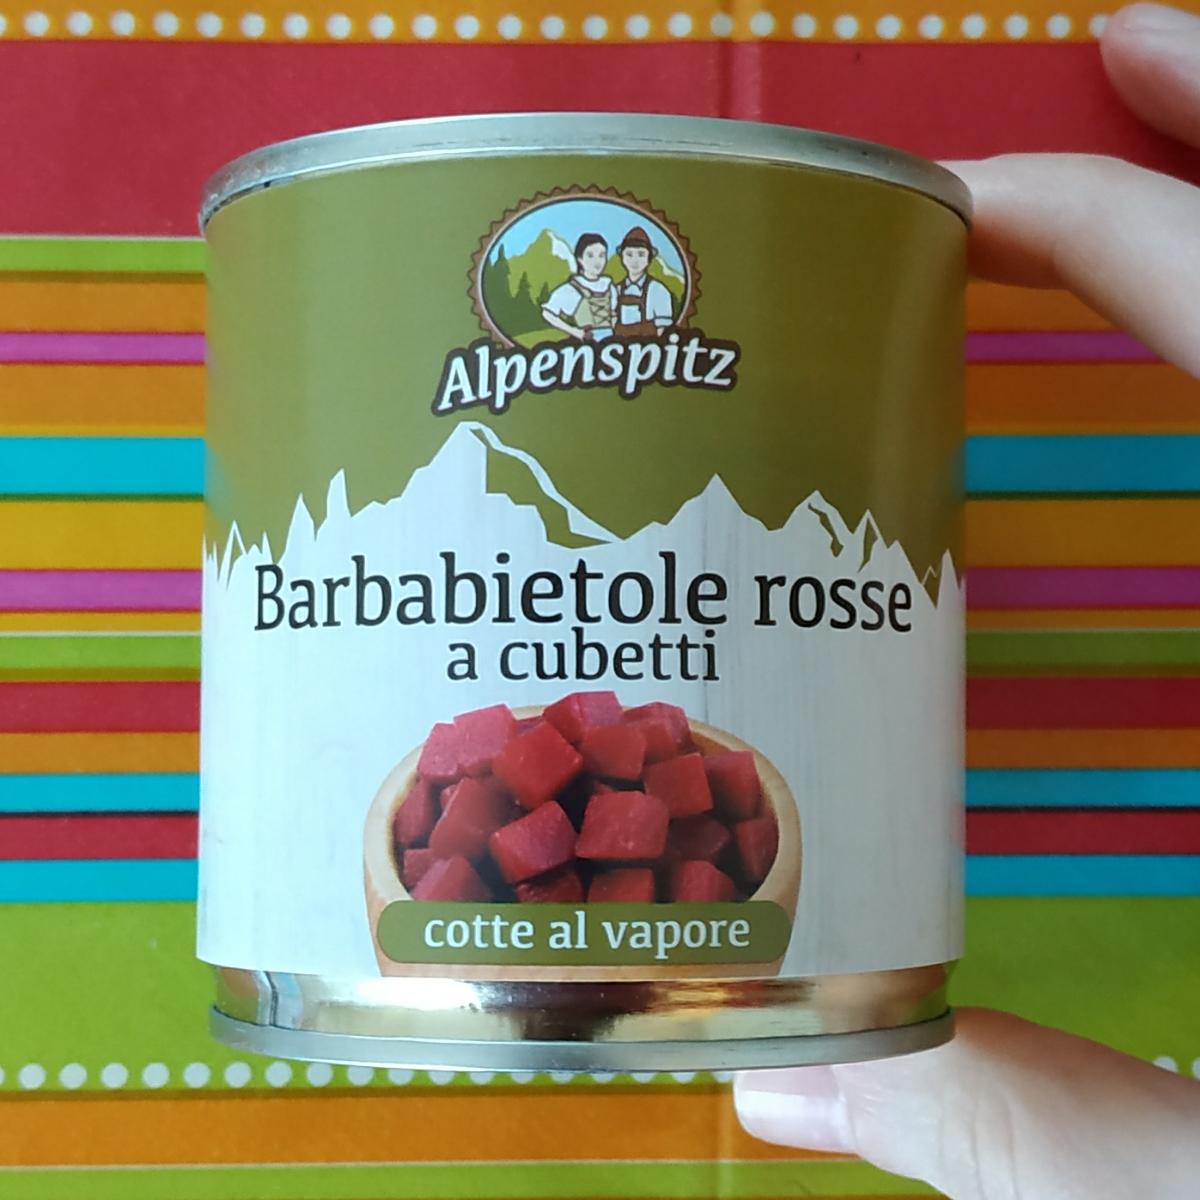 Alpenspitz
Barbabietole rosse
a cubetti
cotte al vapore